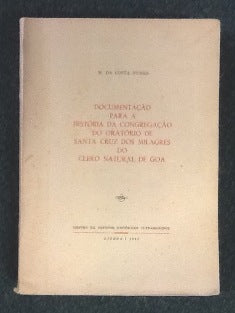 M. DA COSTA NUNES
DOCUMENTAÇÃO
PARA A
HISTÓRIA DA CONGREGAÇÃO
DO ORATÓRIO DE
SANTA CRUZ DOS MILAGRES
DO
CLERO NATURAL DE GOA
CENTRO DE ESTUDOS HISTÓRICOS ULTRAMARINOS
LISBOA